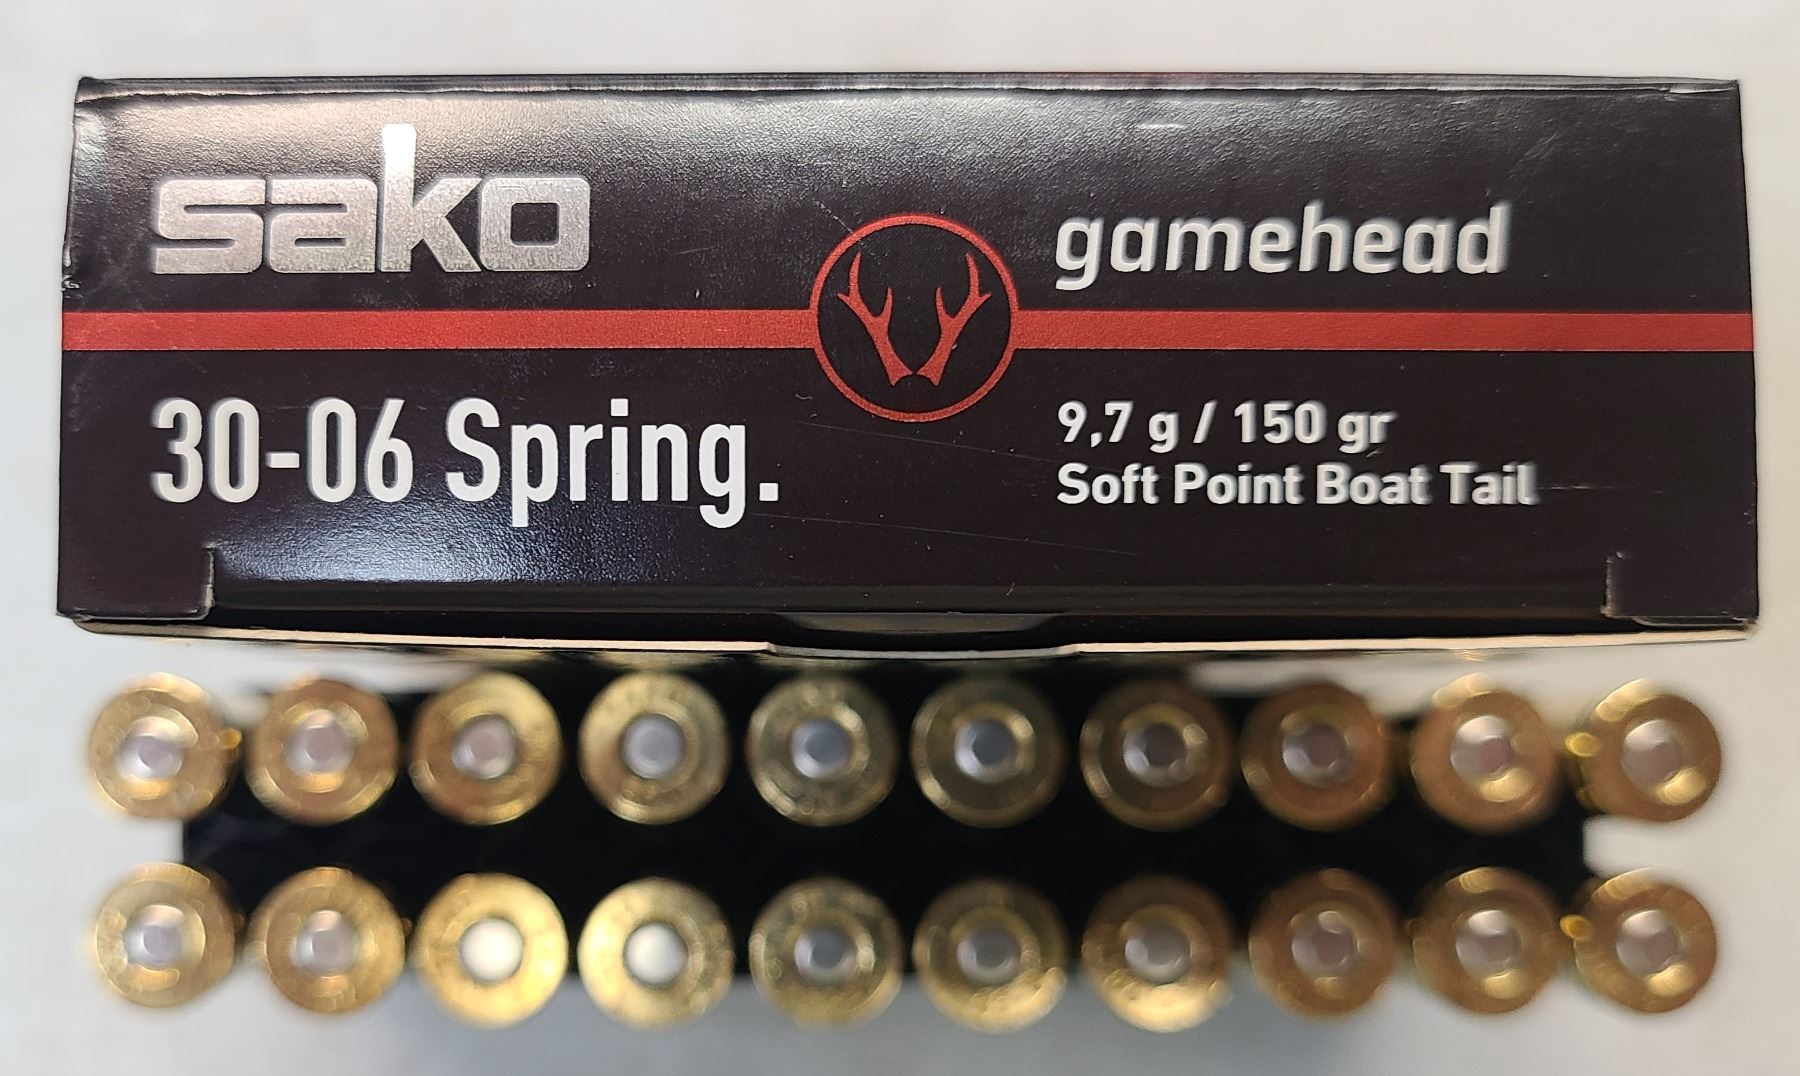 sako
gamehead
30-06 Spring.
9,7 g / 150 gr
Soft Point Boat Tail